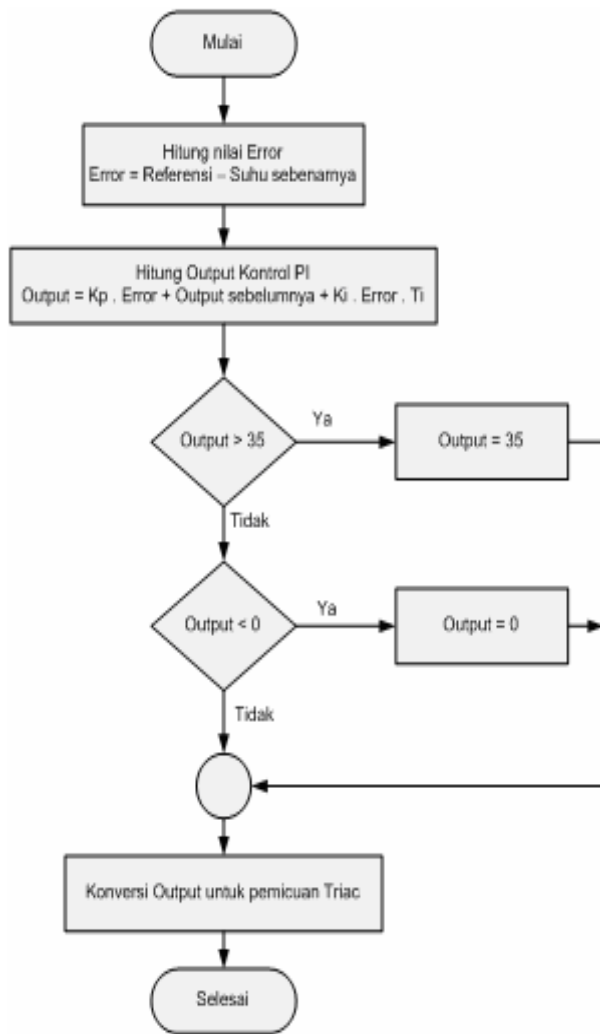 Mulai
Hitung nilai Error
Error = Referensi – Suhu sebenarnya
Hitung Output Kontrol PI
Output = Kp . Error + Output sebelumnya + Ki . Error . Ti
Output > 35
Ya
Output = 35
Tidak
Output < 0
Ya
Output = 0
Tidak
Konversi Output untuk pemicuan Triac
Selesai